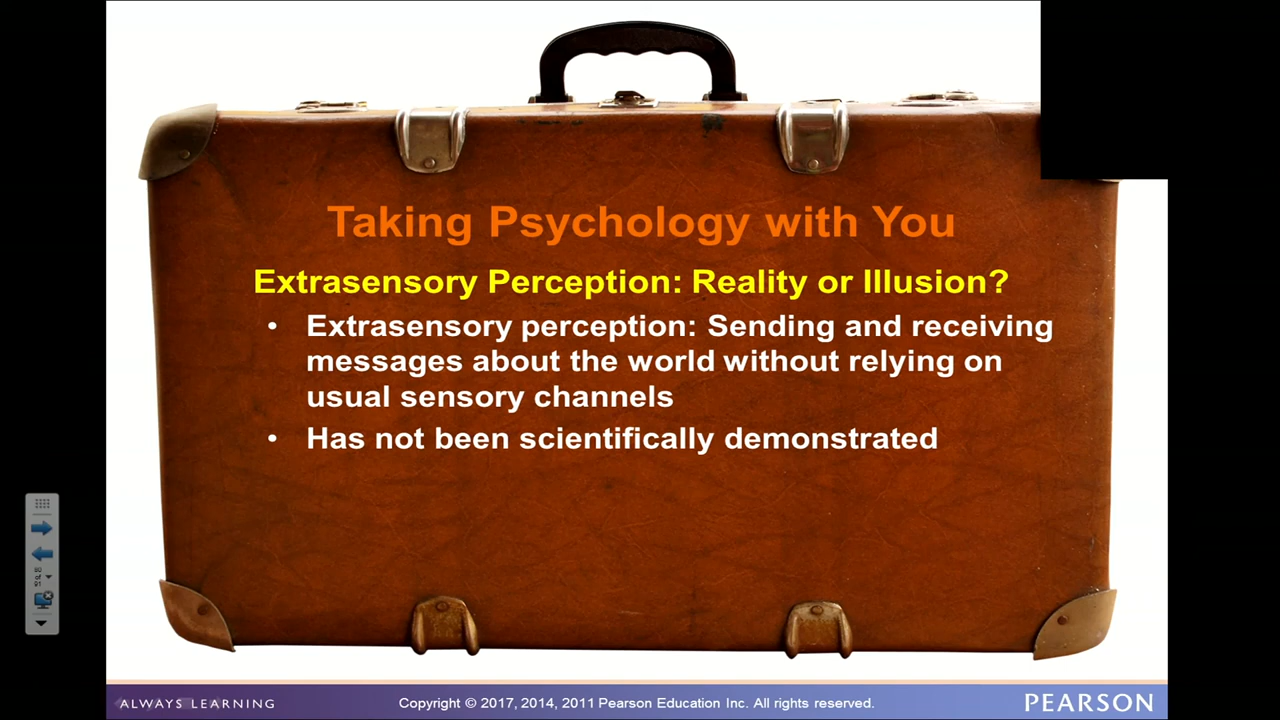 Taking Psychology with You
Extrasensory Perception: Reality or Illusion?
• Extrasensory perception: Sending and receiving
messages about the world without relying on
usual sensory channels
• Has not been scientifically demonstrated
ALWAYS LEARNING
Copyright © 2017, 2014, 2011 Pearson Education Inc. All rights reserved.
PEARSON